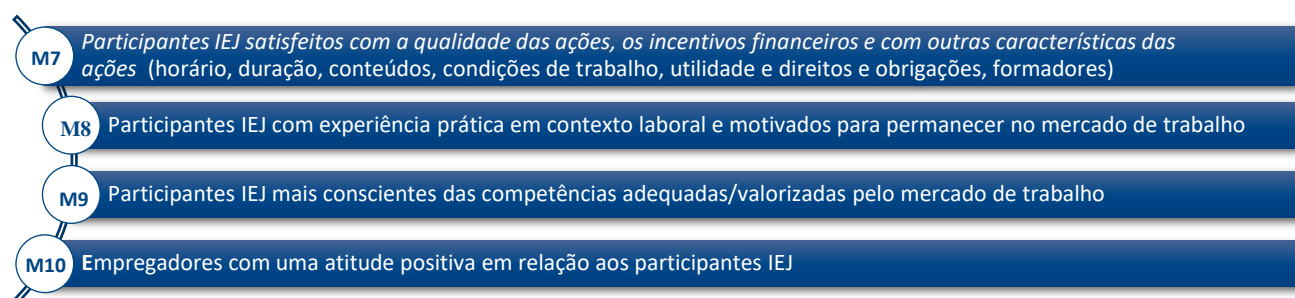 M7 Participantes IEJ satisfeitos com a qualidade das ações, os incentivos financeiros e com outras características das
ações (horário, duração, conteúdos, condições de trabalho, utilidade e direitos e obrigações, formadores)
M8 Participantes IEJ com experiência prática em contexto laboral e motivados para permanecer no mercado de trabalho
M9 Participantes IEJ mais conscientes das competências adequadas/valorizadas pelo mercado de trabalho
M10 Empregadores com uma atitude positiva em relação aos participantes IEJ